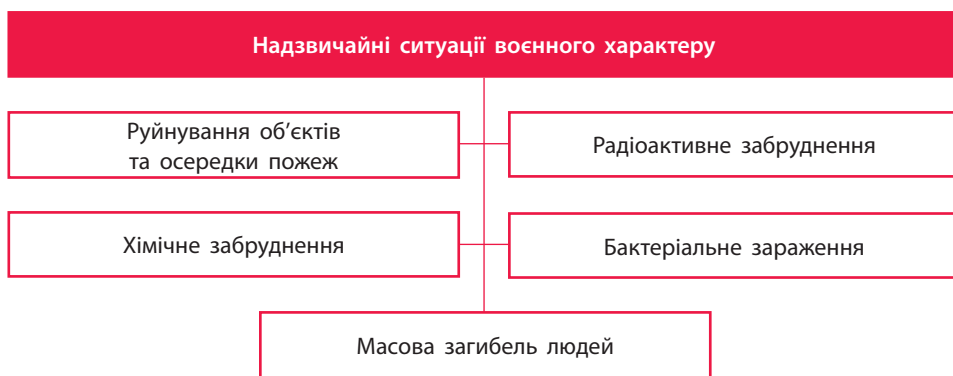 Надзвичайні ситуації воєнного характеру
Руйнування об’єктів
та осередки пожеж
Радіоактивне забруднення
Хімічне забруднення
Бактеріальне зараження
Масова загибель людей